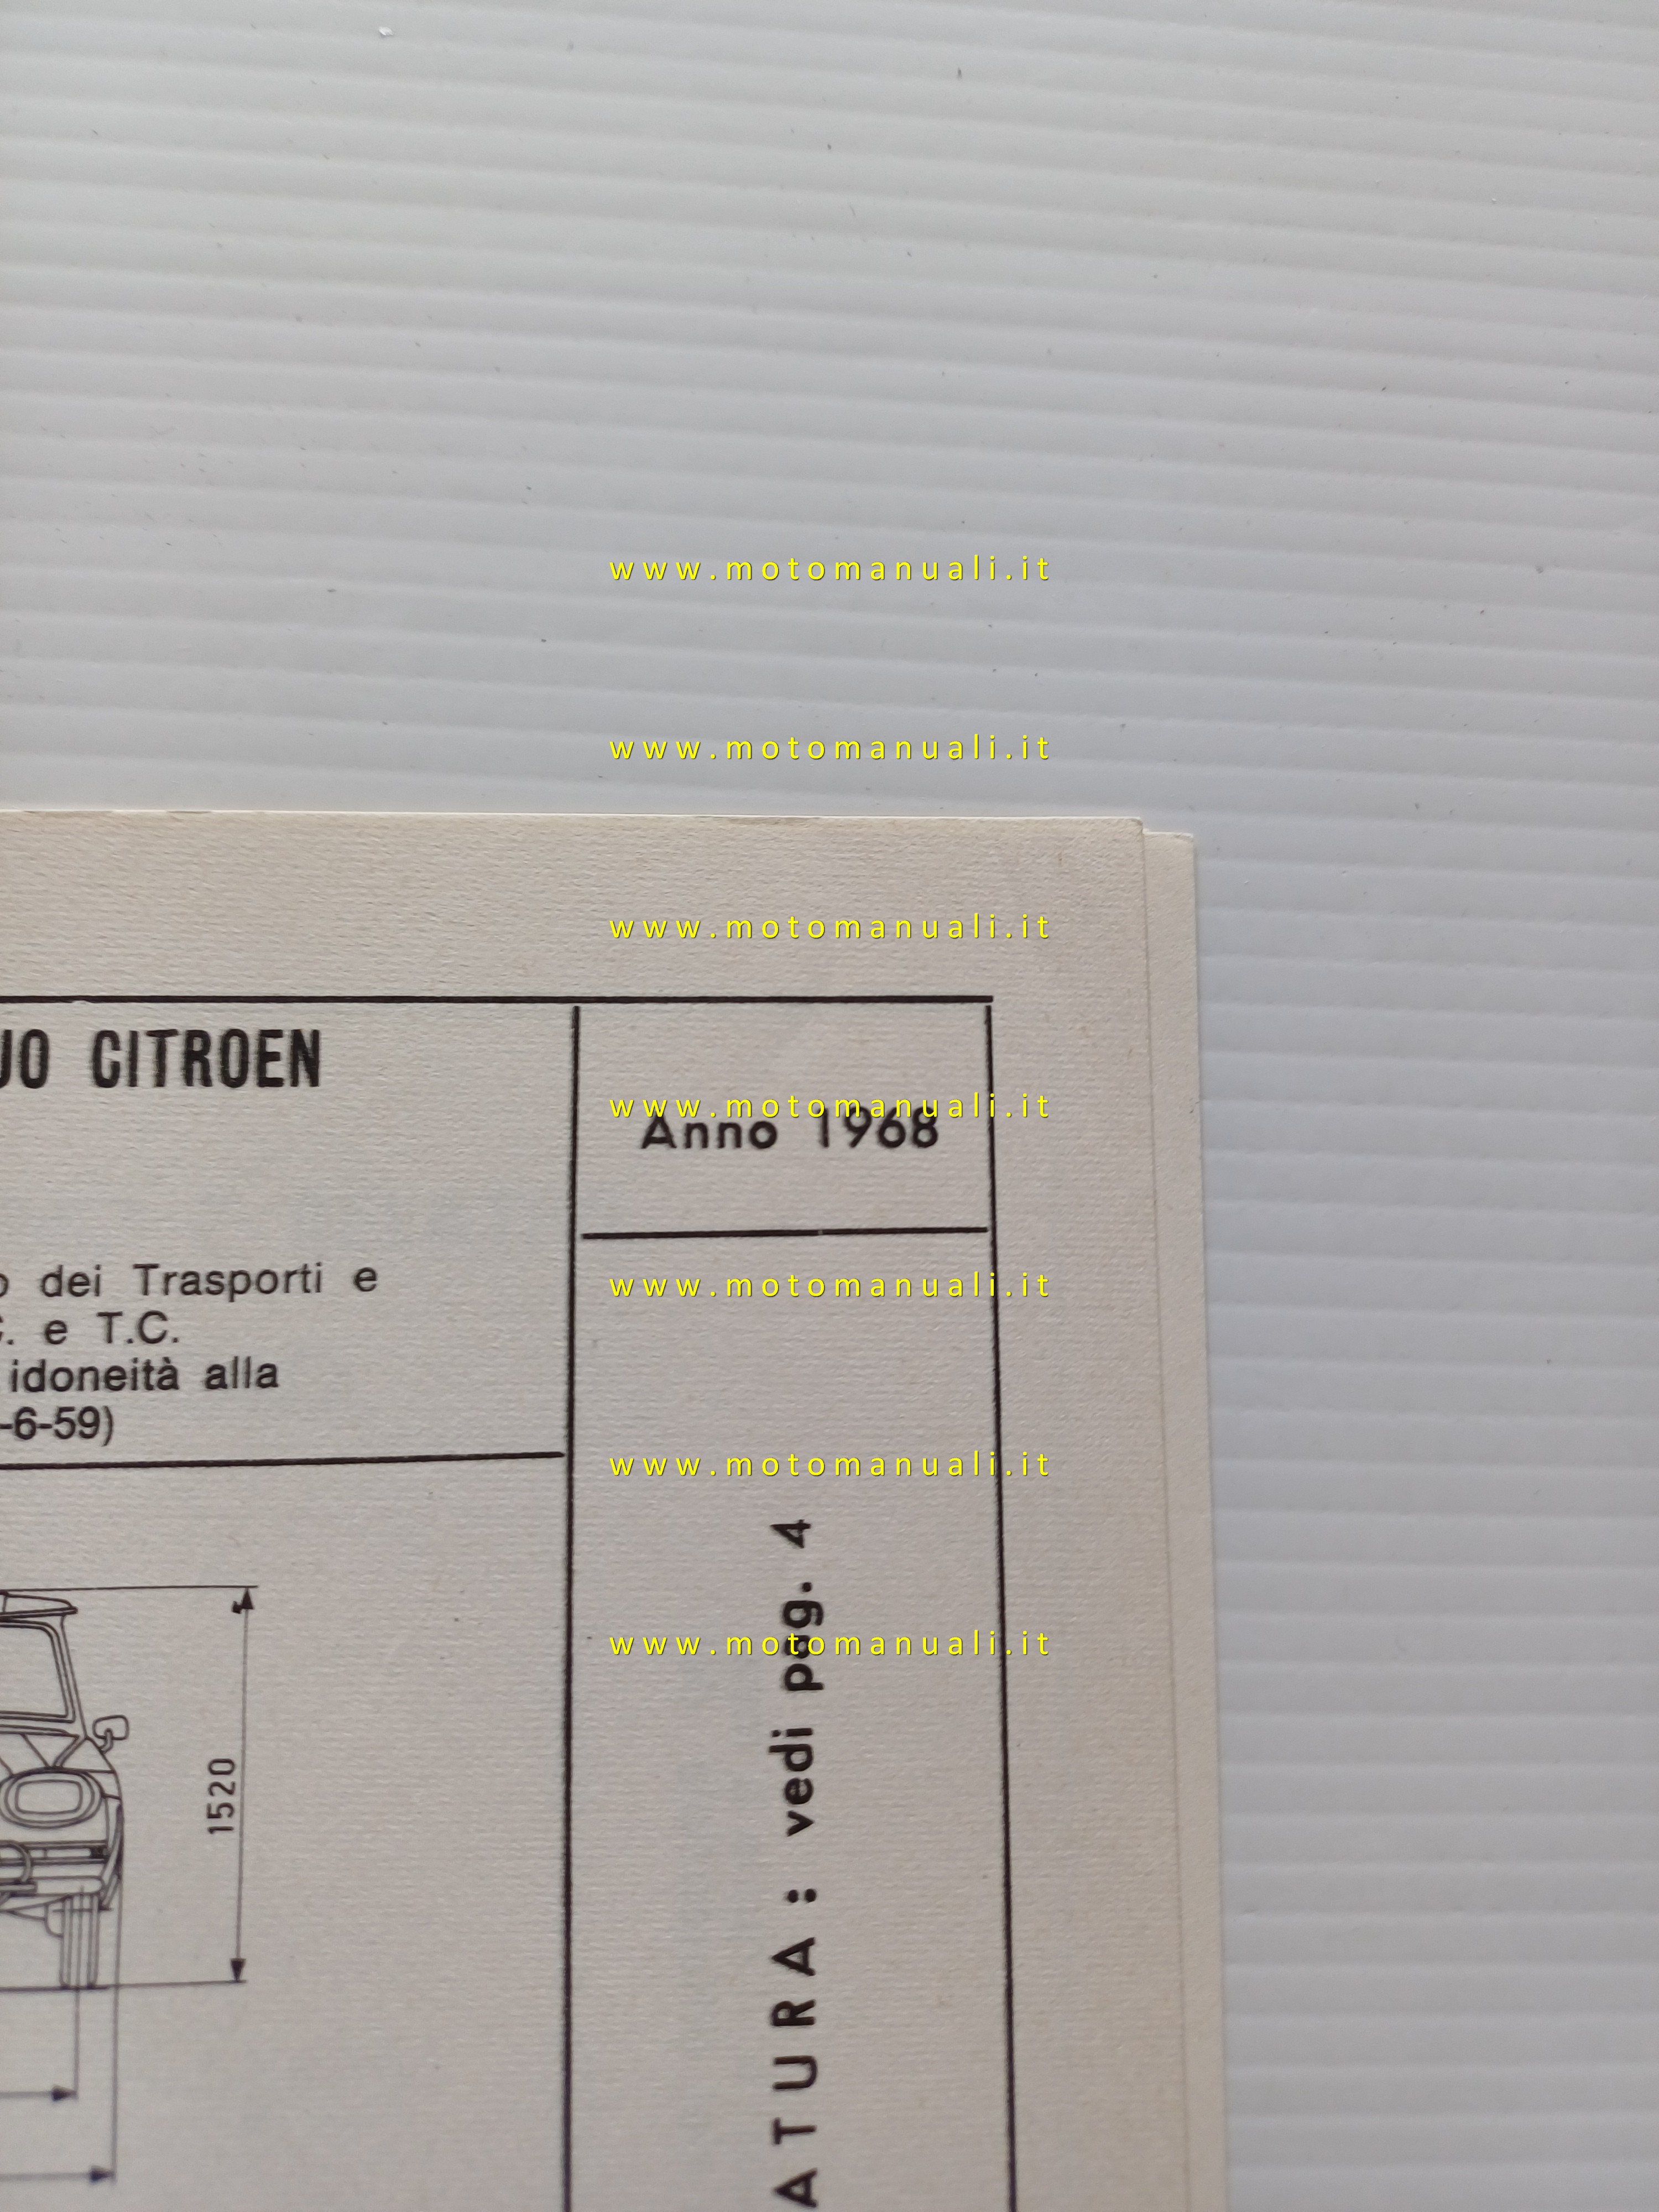 www.motomanuali.it
www.motomanuali.it
www.motomanuali.it
CITROEN
www.motomanuali.it
Anno 1968
dei Trasporti e
www.motomanuali.it
e T.C.
idoneità alla
-6-59)
www.motomanuali.it
ATURA : vedi pag. 4
www.motomanuali.it
1520